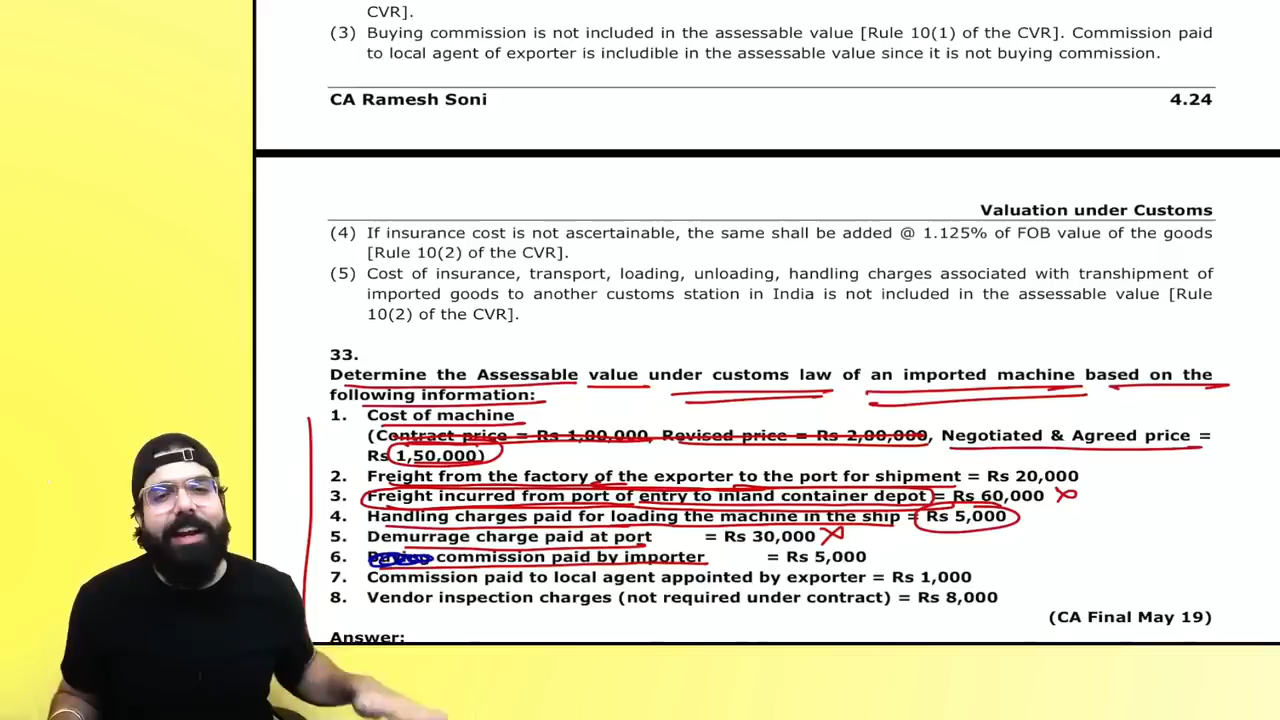 CVR].
(3) Buying commission is not included in the assessable value [Rule 10(1) of the CVR]. Commission paid
to local agent of exporter is includible in the assessable value since it is not buying commission.
CA Ramesh Soni 4.24
Valuation under Customs
(4) If insurance cost is not ascertainable, the same shall be added @ 1.125% of FOB value of the goods
[Rule 10(2) of the CVR].
(5) Cost of insurance, transport, loading, unloading, handling charges associated with transhipment of
imported goods to another customs station in India is not included in the assessable value [Rule
10(2) of the CVR].
33.
Determine the Assessable value under customs law of an imported machine based on the
following information:
1. Cost of machine
(Contract price = Rs 1,00,000, Revised price = Rs 2,00,000, Negotiated & Agreed price =
Rs 1,50,000)
2. Freight from the factory of the exporter to the port for shipment = Rs 20,000
3. Freight incurred from port of entry to inland container depot = Rs 60,000
4. Handling charges paid for loading the machine in the ship = Rs 5,000
5. Demurrage charge paid at port = Rs 30,000
6. commission paid by importer = Rs 5,000
7. Commission paid to local agent appointed by exporter = Rs 1,000
8. Vendor inspection charges (not required under contract) = Rs 8,000
(CA Final May 19)
Answer: